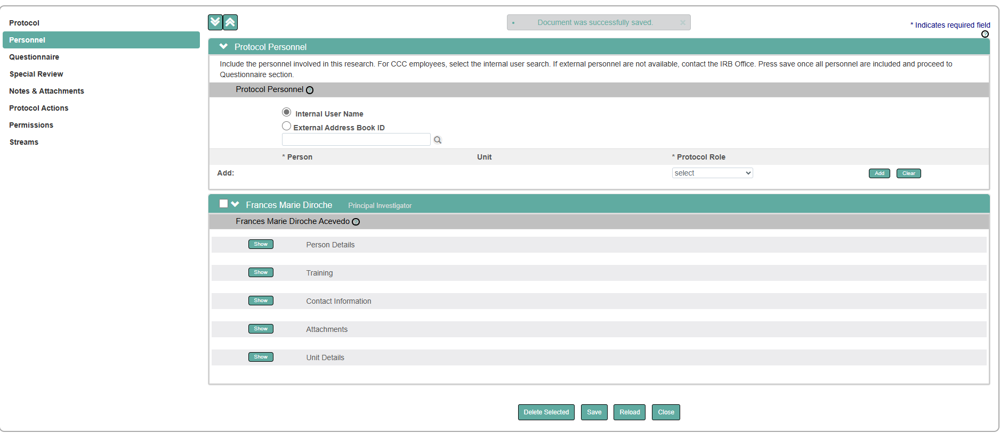 Protocol
Personnel
Questionnaire
Special Review
Notes & Attachments
Protocol Actions
Permissions
Streams
• Document was successfully saved. ×
* Indicates required field
?
Protocol Personnel
Include the personnel involved in this research. For CCC employees, select the internal user search. If external personnel are not available, contact the IRB Office. Press save once all personnel are included and proceed to
Questionnaire section.
Protocol Personnel ?
Internal User Name
External Address Book ID
* Person Unit * Protocol Role
Add: select Add Clear
Frances Marie Diroche Principal Investigator
Frances Marie Diroche Acevedo ?
Show Person Details
Show Training
Show Contact Information
Show Attachments
Show Unit Details
Delete Selected Save Reload Close